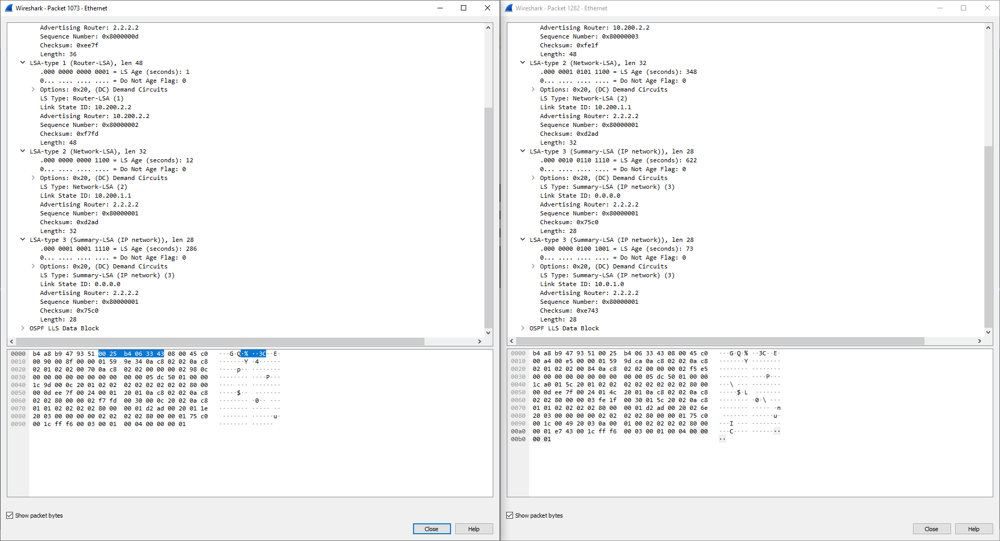 Wireshark · Packet 1073 · Ethernet
Advertising Router: 2.2.2.2
Sequence Number: 0x8000000d
Checksum: 0xee7f
Length: 36
LSA-type 1 (Router-LSA), len 48
.000 0000 0000 0001 = LS Age (seconds): 1
0... .... .... .... = Do Not Age Flag: 0
Options: 0x20, (DC) Demand Circuits
LS Type: Router-LSA (1)
Link State ID: 10.200.2.2
Advertising Router: 10.200.2.2
Sequence Number: 0x80000002
Checksum: 0xf7fd
Length: 48
LSA-type 2 (Network-LSA), len 32
.000 0000 0000 1100 = LS Age (seconds): 12
0... .... .... .... = Do Not Age Flag: 0
Options: 0x20, (DC) Demand Circuits
LS Type: Network-LSA (2)
Link State ID: 10.200.1.1
Advertising Router: 2.2.2.2
Sequence Number: 0x80000001
Checksum: 0xd2ad
Length: 32
LSA-type 3 (Summary-LSA (IP network)), len 28
.000 0001 0001 1110 = LS Age (seconds): 286
0... .... .... .... = Do Not Age Flag: 0
Options: 0x20, (DC) Demand Circuits
LS Type: Summary-LSA (IP network) (3)
Link State ID: 0.0.0.0
Advertising Router: 2.2.2.2
Sequence Number: 0x80000001
Checksum: 0x75c0
Length: 28
OSPF LLS Data Block
0000 b4 a8 b9 47 93 51 00 25 b4 06 33 43 08 00 45 c0 ···G·Q·% ··3C··E·
0010 00 90 00 8f 00 00 01 59 9e 34 0a c8 02 02 0a c8 ·······Y ·4······
0020 02 01 02 02 00 70 0a c8 02 02 00 00 00 02 98 0c ·····p·· ········
0030 00 00 00 00 00 00 00 00 00 00 05 dc 50 01 00 00 ········ ····P···
0040 1c 9d 00 0c 20 01 02 02 02 02 02 02 02 02 80 00 ···· ··· ········
0050 00 0d ee 7f 00 24 00 01 20 01 0a c8 02 02 0a c8 ·····$··  ·······
0060 02 02 80 00 00 02 f7 fd 00 30 00 0c 20 02 0a c8 ········ ·0·· ···
0070 01 01 02 02 02 02 80 00 00 01 d2 ad 00 20 01 1e ········ ····· ··
0080 20 03 00 00 00 00 02 02 02 02 80 00 00 01 75 c0  ······· ······u·
0090 00 1c ff f6 00 03 00 01 00 04 00 00 00 01 ········ ······
Show packet bytes
Close
Help
Wireshark · Packet 1282 · Ethernet
Advertising Router: 10.200.2.2
Sequence Number: 0x80000003
Checksum: 0xfe1f
Length: 48
LSA-type 2 (Network-LSA), len 32
.000 0001 0101 1100 = LS Age (seconds): 348
0... .... .... .... = Do Not Age Flag: 0
Options: 0x20, (DC) Demand Circuits
LS Type: Network-LSA (2)
Link State ID: 10.200.1.1
Advertising Router: 2.2.2.2
Sequence Number: 0x80000001
Checksum: 0xd2ad
Length: 32
LSA-type 3 (Summary-LSA (IP network)), len 28
.000 0010 0110 1110 = LS Age (seconds): 622
0... .... .... .... = Do Not Age Flag: 0
Options: 0x20, (DC) Demand Circuits
LS Type: Summary-LSA (IP network) (3)
Link State ID: 0.0.0.0
Advertising Router: 2.2.2.2
Sequence Number: 0x80000001
Checksum: 0x75c0
Length: 28
LSA-type 3 (Summary-LSA (IP network)), len 28
.000 0000 0100 1001 = LS Age (seconds): 73
0... .... .... .... = Do Not Age Flag: 0
Options: 0x20, (DC) Demand Circuits
LS Type: Summary-LSA (IP network) (3)
Link State ID: 10.0.1.0
Advertising Router: 2.2.2.2
Sequence Number: 0x80000001
Checksum: 0xe743
Length: 28
OSPF LLS Data Block
0000 b4 a8 b9 47 93 51 00 25 b4 06 33 43 08 00 45 c0 ···G·Q·% ··3C··E·
0010 00 a4 00 e5 00 00 01 59 9d ca 0a c8 02 02 0a c8 ·······Y ········
0020 02 01 02 02 00 84 0a c8 02 02 00 00 00 02 f5 e5 ········ ········
0030 00 00 00 00 00 00 00 00 00 00 05 dc 50 01 00 00 ········ ····P···
0040 1c a0 01 5c 20 01 02 02 02 02 02 02 02 02 80 00 ···\ ··· ········
0050 00 0d ee 7f 00 24 01 4c 20 01 0a c8 02 02 0a c8 ·····$·L  ·······
0060 02 02 80 00 00 03 fe 1f 00 30 01 5c 20 02 0a c8 ········ ·0·\ ···
0070 01 01 02 02 02 02 80 00 00 01 d2 ad 00 20 02 6e ········ ····· ·n
0080 20 03 00 00 00 00 02 02 02 02 80 00 00 01 75 c0  ······· ······u·
0090 00 1c 00 49 20 03 0a 00 01 00 02 02 02 02 80 00 ···I ··· ········
00a0 00 01 e7 43 00 1c ff f6 00 03 00 01 00 04 00 00 ···C···· ········
00b0 00 01 ··
Show packet bytes
Close
Help